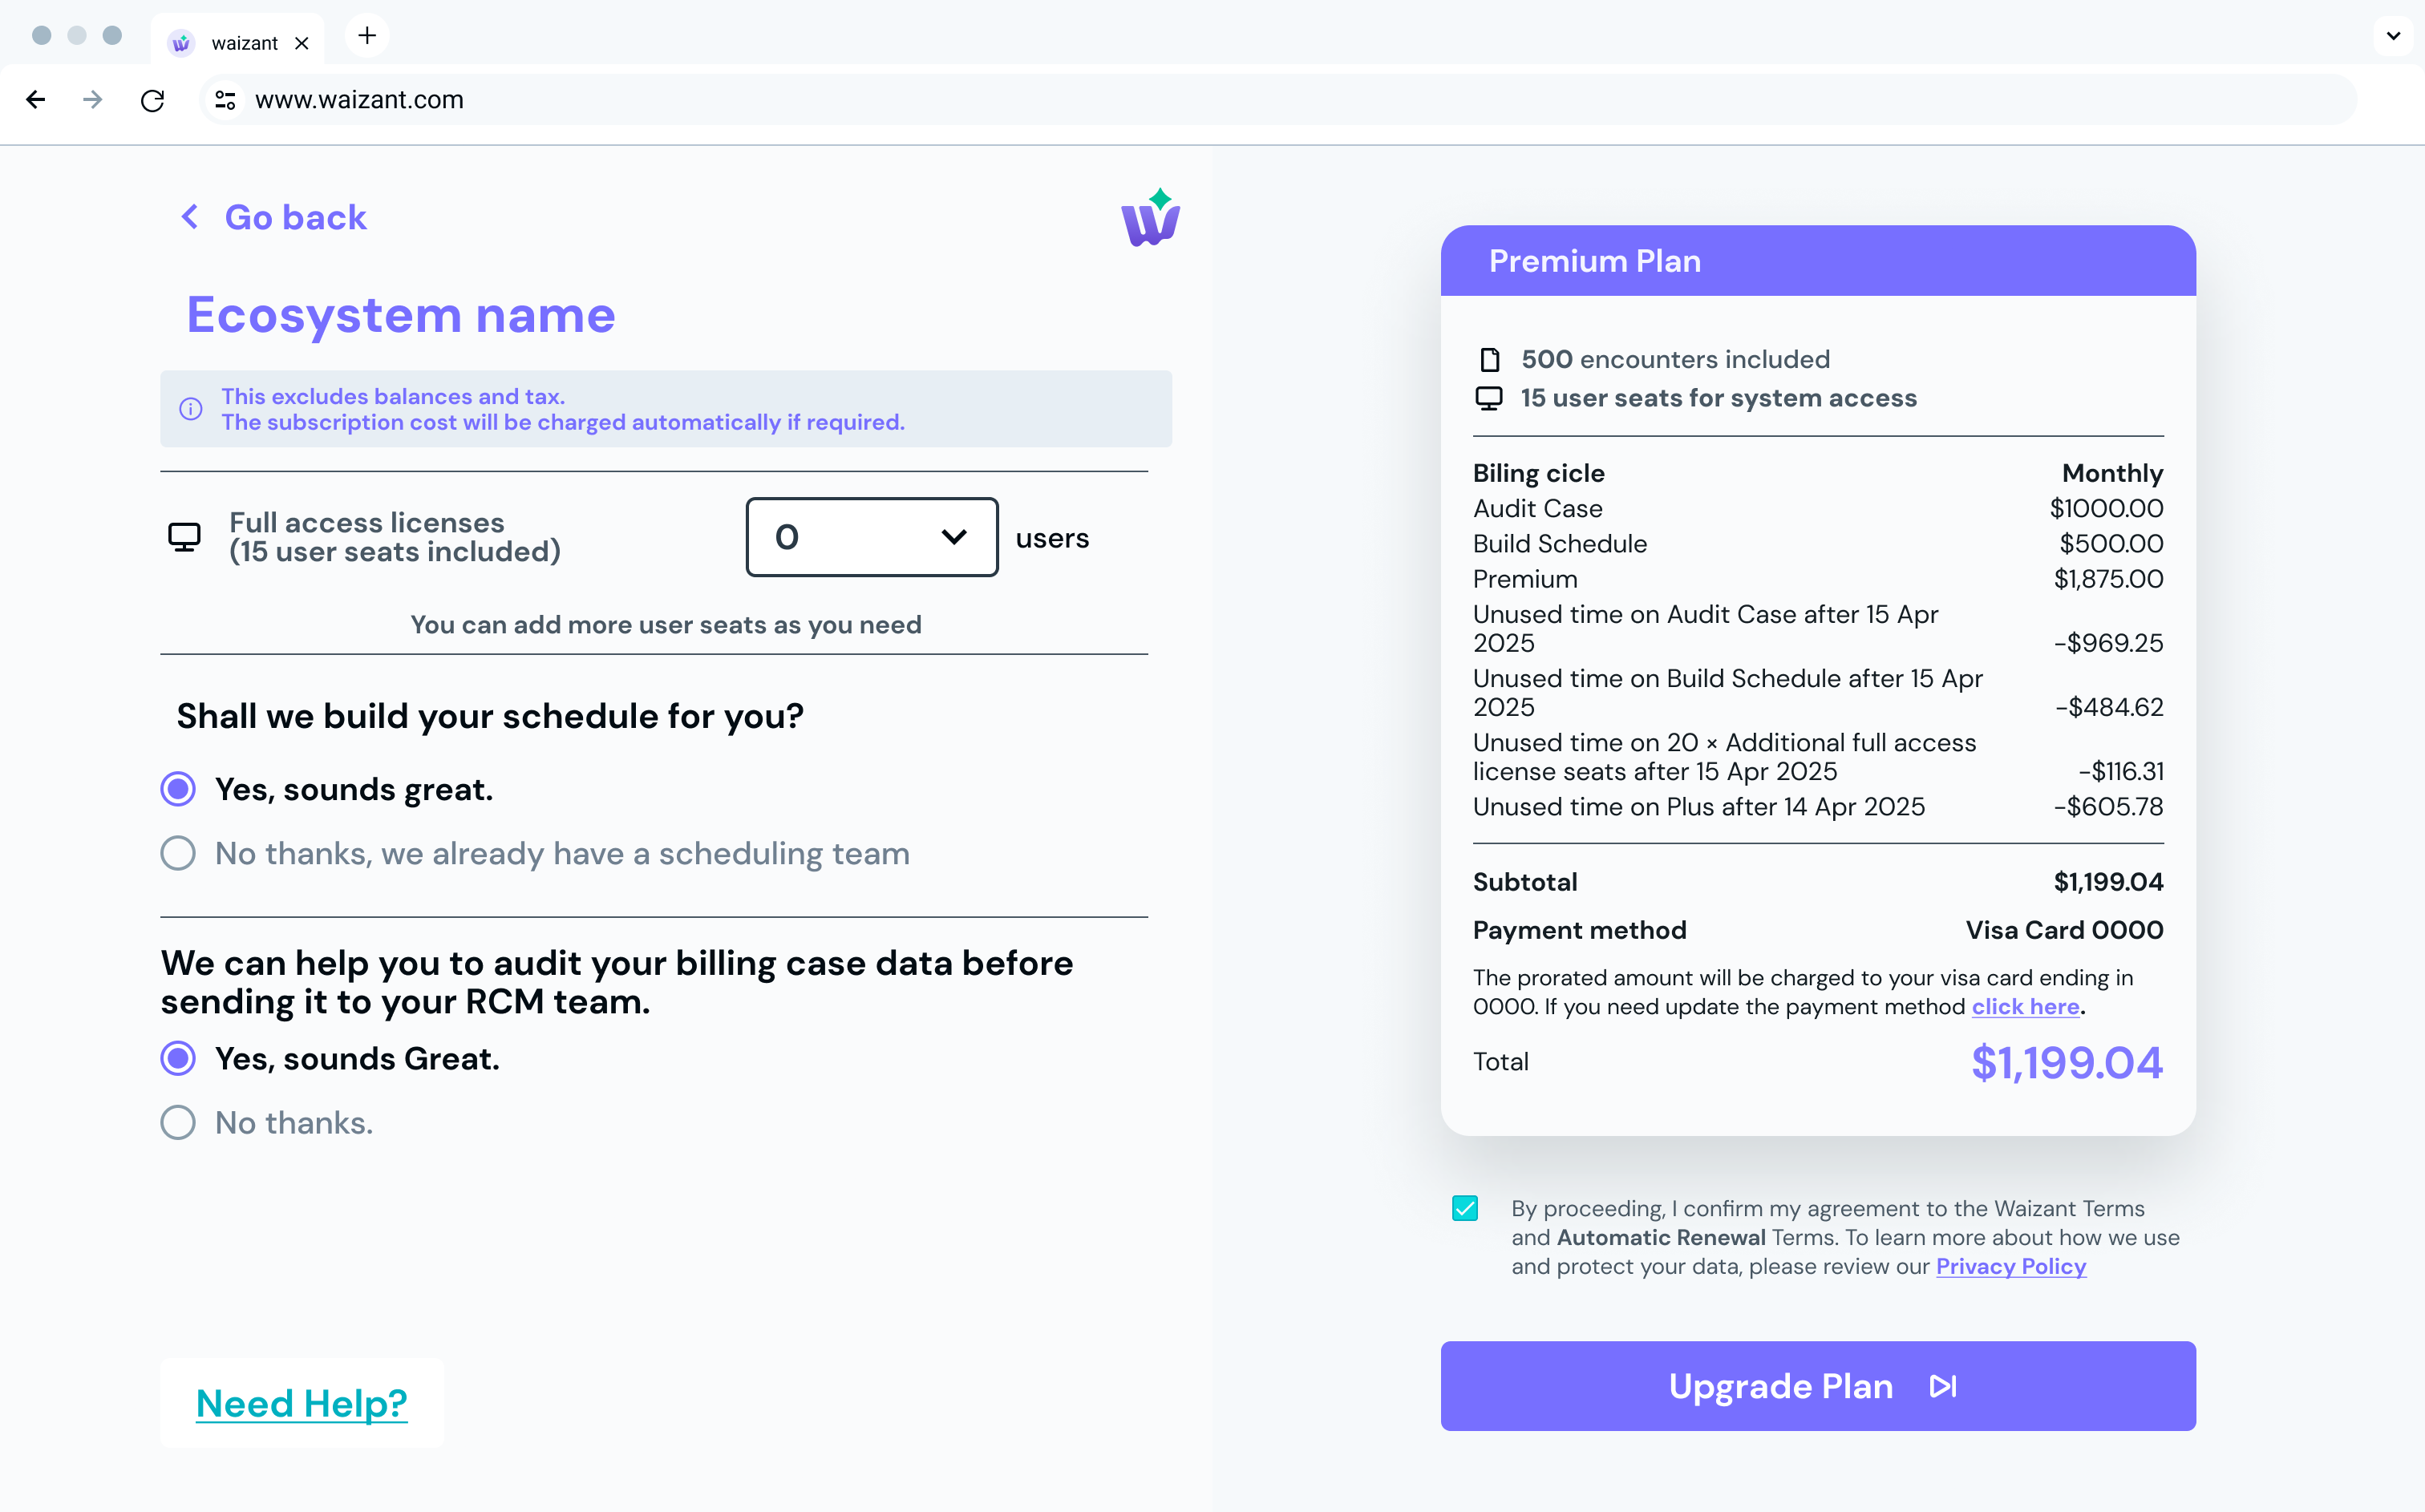 waizant
www.waizant.com
Go back
Ecosystem name
This excludes balances and tax.
The subscription cost will be charged automatically if required.
Full access licenses
(15 user seats included)
0
users
You can add more user seats as you need
Shall we build your schedule for you?
Yes, sounds great.
No thanks, we already have a scheduling team
We can help you to audit your billing case data before
sending it to your RCM team.
Yes, sounds Great.
No thanks.
Need Help?
Premium Plan
500 encounters included
15 user seats for system access
Biling cicle Monthly
Audit Case $1000.00
Build Schedule $500.00
Premium $1,875.00
Unused time on Audit Case after 15 Apr
2025 -$969.25
Unused time on Build Schedule after 15 Apr
2025 -$484.62
Unused time on 20 × Additional full access
license seats after 15 Apr 2025 -$116.31
Unused time on Plus after 14 Apr 2025 -$605.78
Subtotal $1,199.04
Payment method Visa Card 0000
The prorated amount will be charged to your visa card ending in
0000. If you need update the payment method click here.
Total $1,199.04
By proceeding, I confirm my agreement to the Waizant Terms
and Automatic Renewal Terms. To learn more about how we use
and protect your data, please review our Privacy Policy
Upgrade Plan